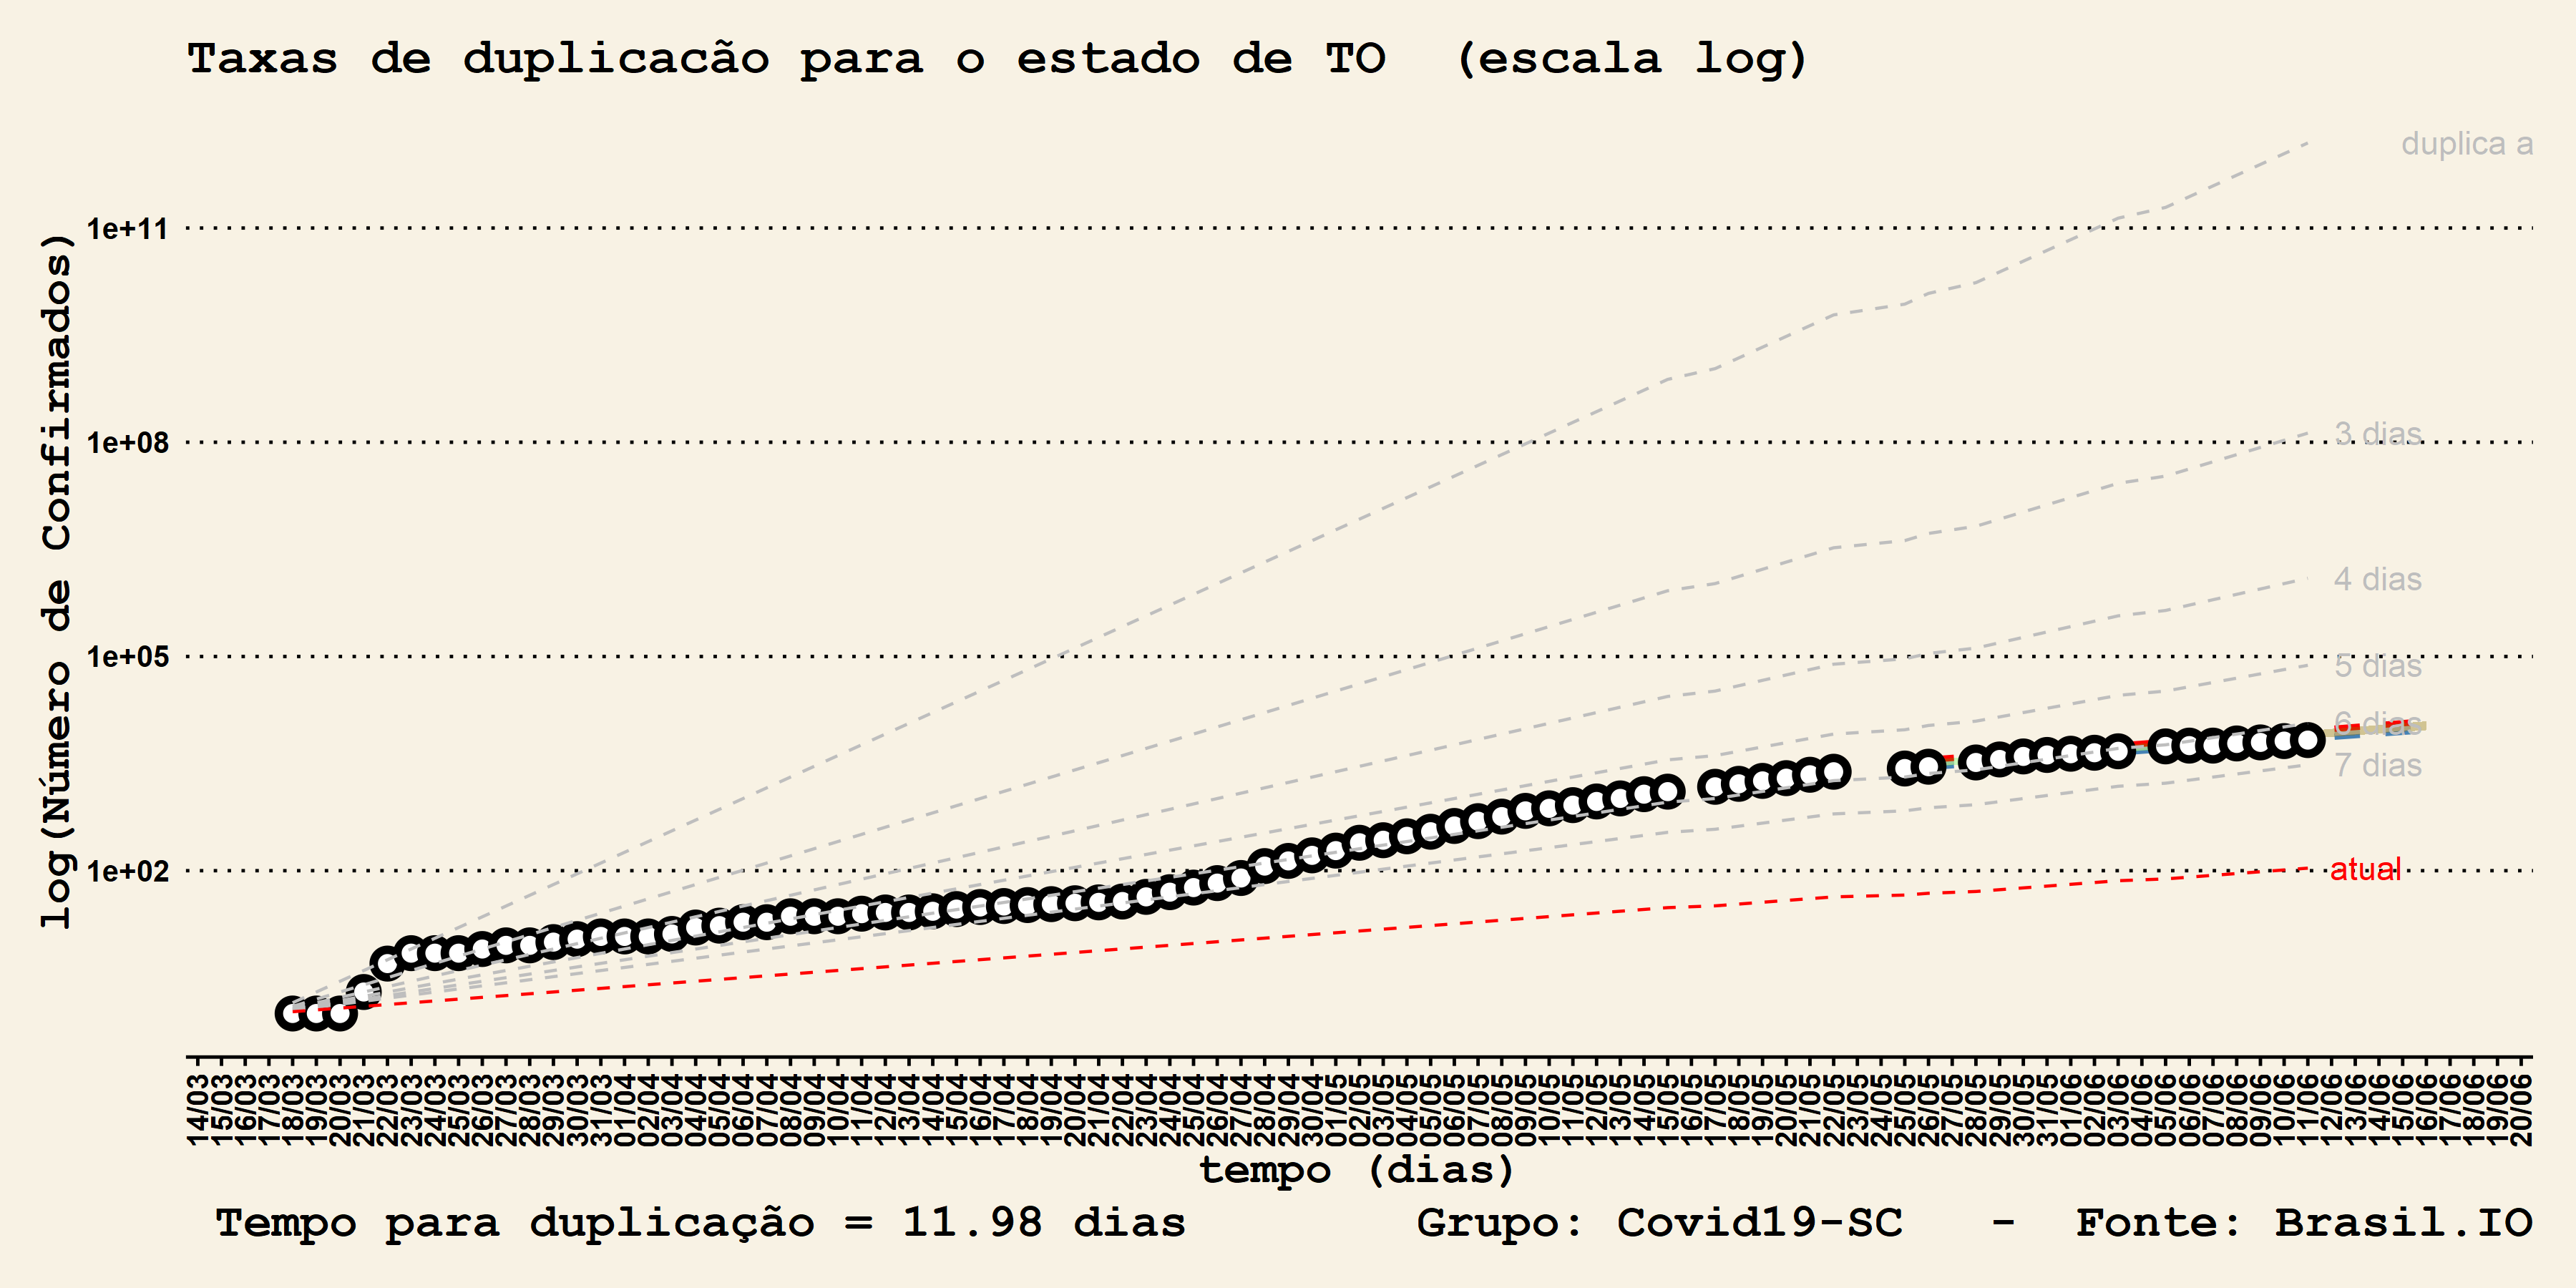 Taxas de duplicacão para o estado de TO (escala log)
log(Número de Confirmados)
duplica a
1e+11
3 dias
1e+08
4 dias
1e+05
5 dias
6 dias
7 dias
1e+02
atual
14/03 15/03 16/03 17/03 18/03 19/03 20/03 21/03 22/03 23/03 24/03 25/03 26/03 27/03 28/03 29/03 30/03 31/03 01/04 02/04 03/04 04/04 05/04 06/04 07/04 08/04 09/04 10/04 11/04 12/04 13/04 14/04 15/04 16/04 17/04 18/04 19/04 20/04 21/04 22/04 23/04 24/04 25/04 26/04 27/04 28/04 29/04 30/04 01/05 02/05 03/05 04/05 05/05 06/05 07/05 08/05 09/05 10/05 11/05 12/05 13/05 14/05 15/05 16/05 17/05 18/05 19/05 20/05 21/05 22/05 23/05 24/05 25/05 26/05 27/05 28/05 29/05 30/05 31/05 01/06 02/06 03/06 04/06 05/06 06/06 07/06 08/06 09/06 10/06 11/06 12/06 13/06 14/06 15/06 16/06 17/06 18/06 19/06 20/06
tempo (dias)
Tempo para duplicação = 11.98 dias Grupo: Covid19-SC - Fonte: Brasil.IO